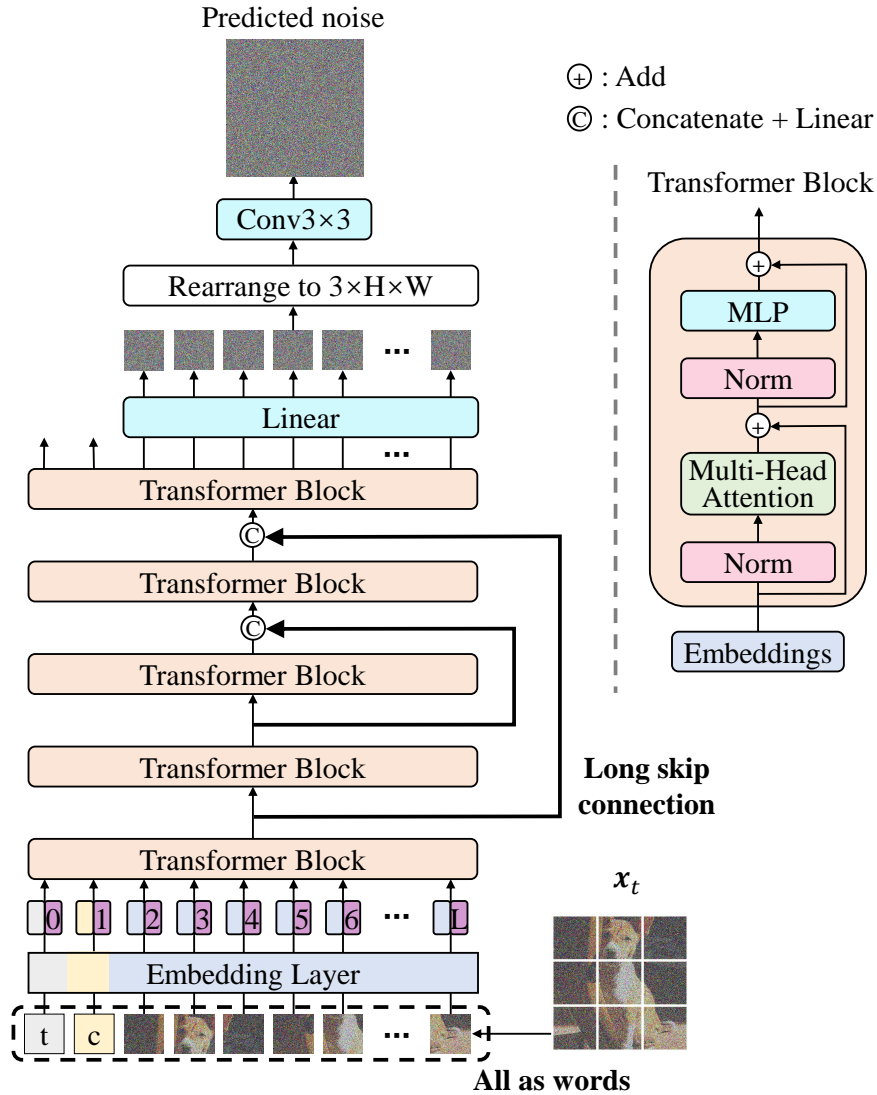 Predicted noise
+ : Add
C : Concatenate + Linear
Conv3×3
Rearrange to 3×H×W
...
Linear
...
Transformer Block
C
Transformer Block
C
Transformer Block
Transformer Block
Long skip
connection
Transformer Block
0 1 2 3 4 5 6 ... L
Embedding Layer
t c ...
All as words
x_t
Transformer Block
+
MLP
Norm
+
Multi-Head
Attention
Norm
Embeddings